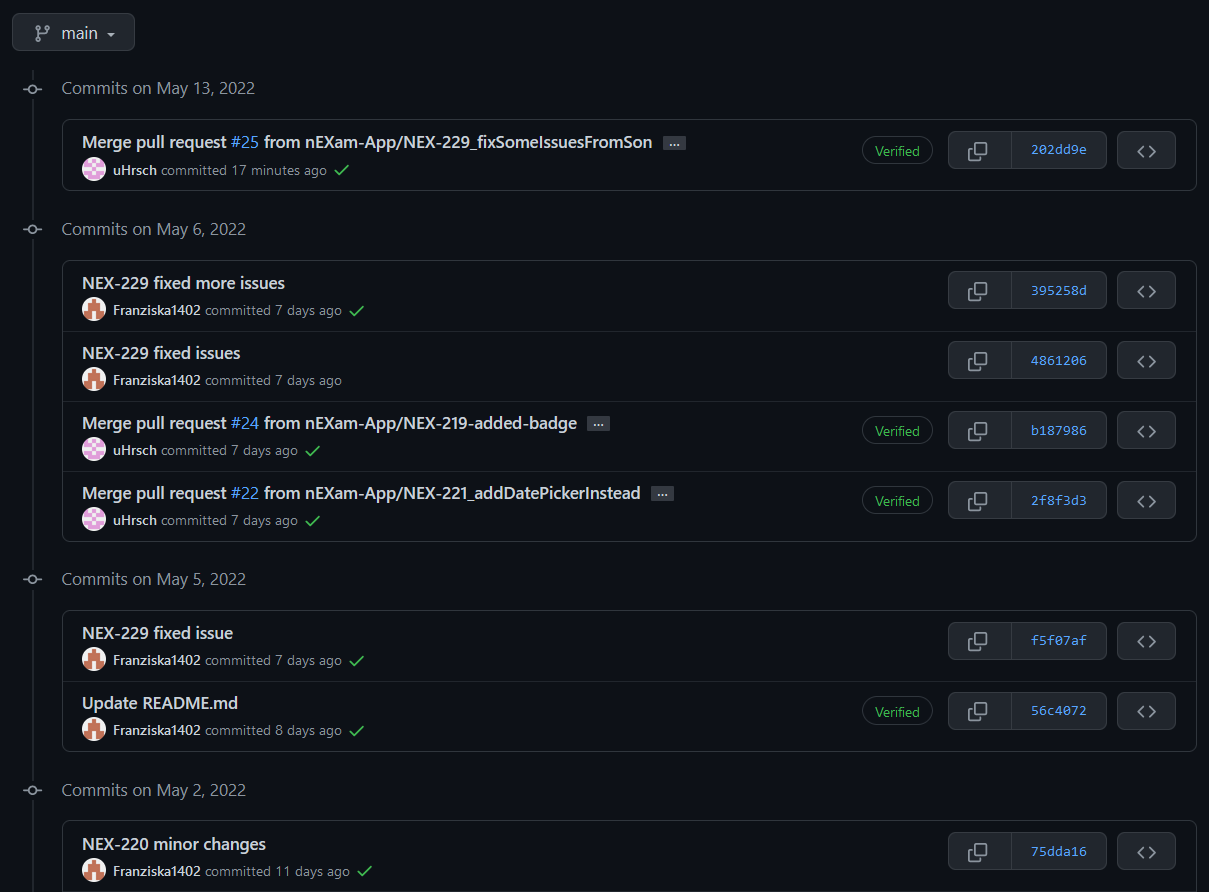 main
Commits on May 13, 2022
Merge pull request #25 from nEXam-App/NEX-229_fixSomeIssuesFromSon ...
Verified
202dd9e
uHrsch committed 17 minutes ago
Commits on May 6, 2022
NEX-229 fixed more issues
395258d
Franziska1402 committed 7 days ago
NEX-229 fixed issues
4861206
Franziska1402 committed 7 days ago
Merge pull request #24 from nEXam-App/NEX-219-added-badge ...
Verified
b187986
uHrsch committed 7 days ago
Merge pull request #22 from nEXam-App/NEX-221_addDatePickerInstead ...
Verified
2f8f3d3
uHrsch committed 7 days ago
Commits on May 5, 2022
NEX-229 fixed issue
f5f07af
Franziska1402 committed 7 days ago
Update README.md
Verified
56c4072
Franziska1402 committed 8 days ago
Commits on May 2, 2022
NEX-220 minor changes
75dda16
Franziska1402 committed 11 days ago